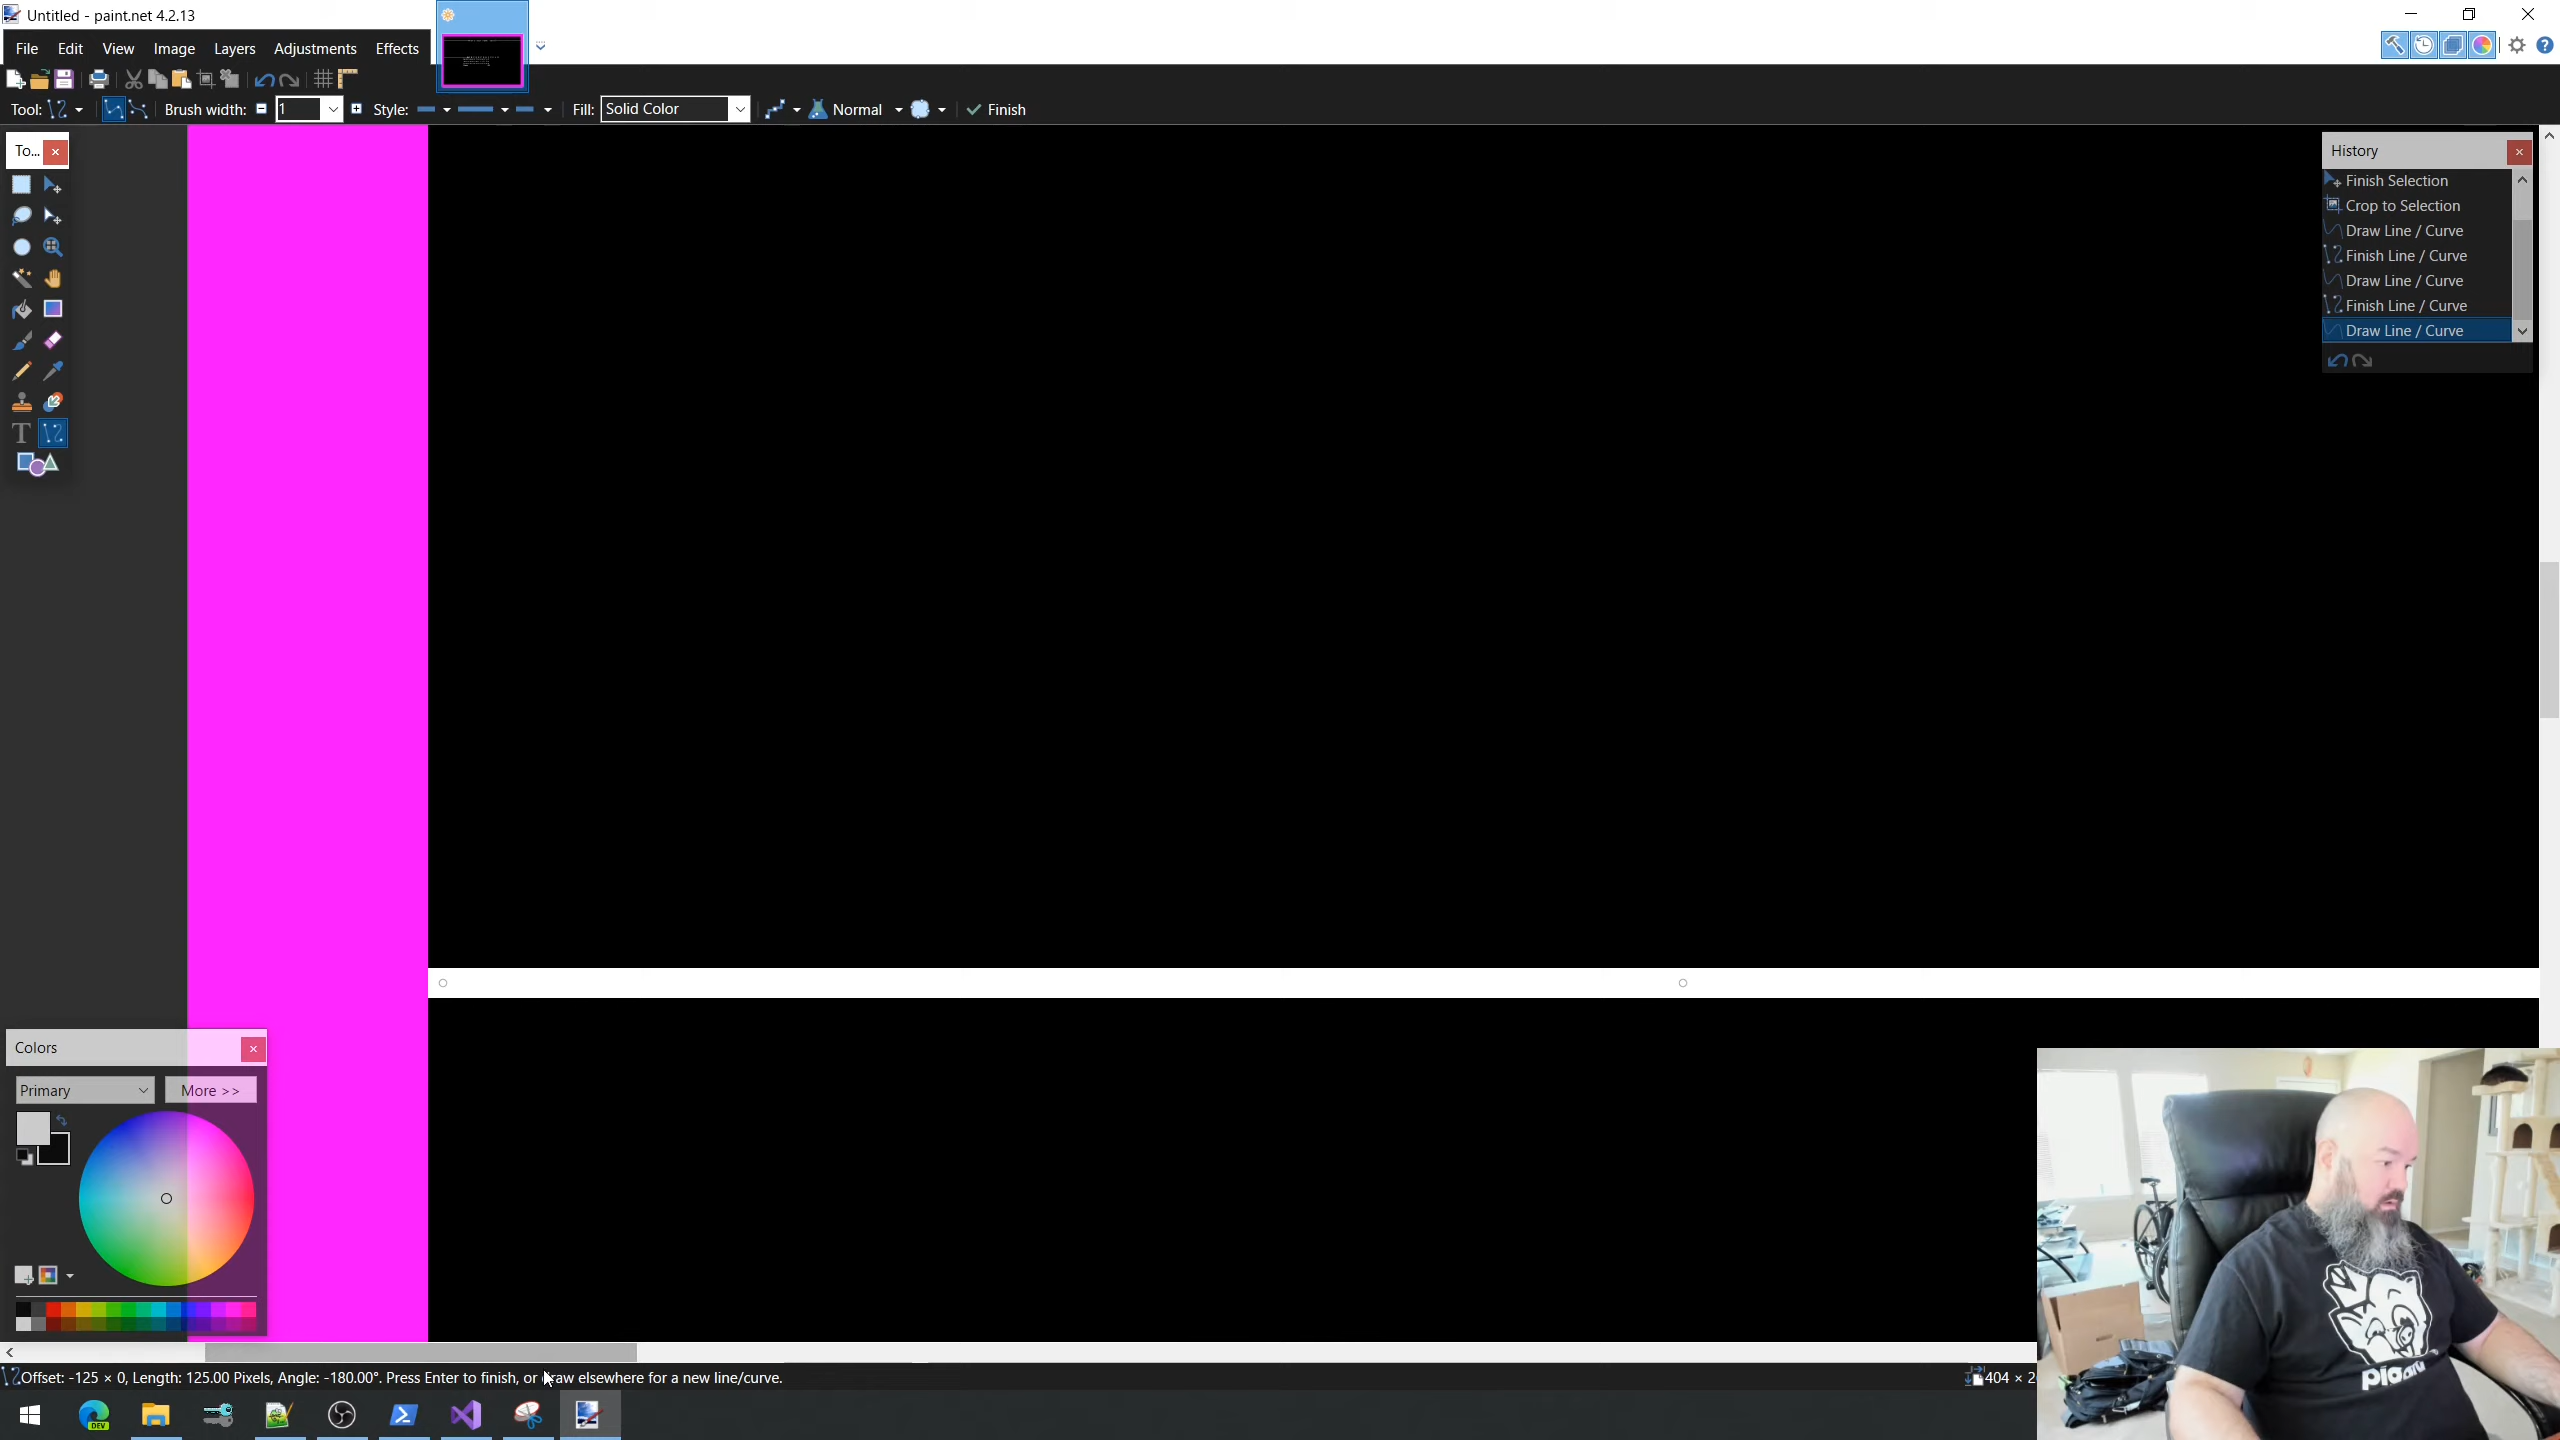 Untitled - paint.net 4.2.13
File Edit View Image Layers Adjustments Effects
Tool: Brush width: 1 Style: Fill: Solid Color Normal Finish
To...
History
Finish Selection
Crop to Selection
Draw Line / Curve
Finish Line / Curve
Draw Line / Curve
Finish Line / Curve
Draw Line / Curve
Colors
Primary More >>
Offset: -125 × 0, Length: 125.00 Pixels, Angle: -180.00°. Press Enter to finish, or draw elsewhere for a new line/curve.
404 × 2
DEV